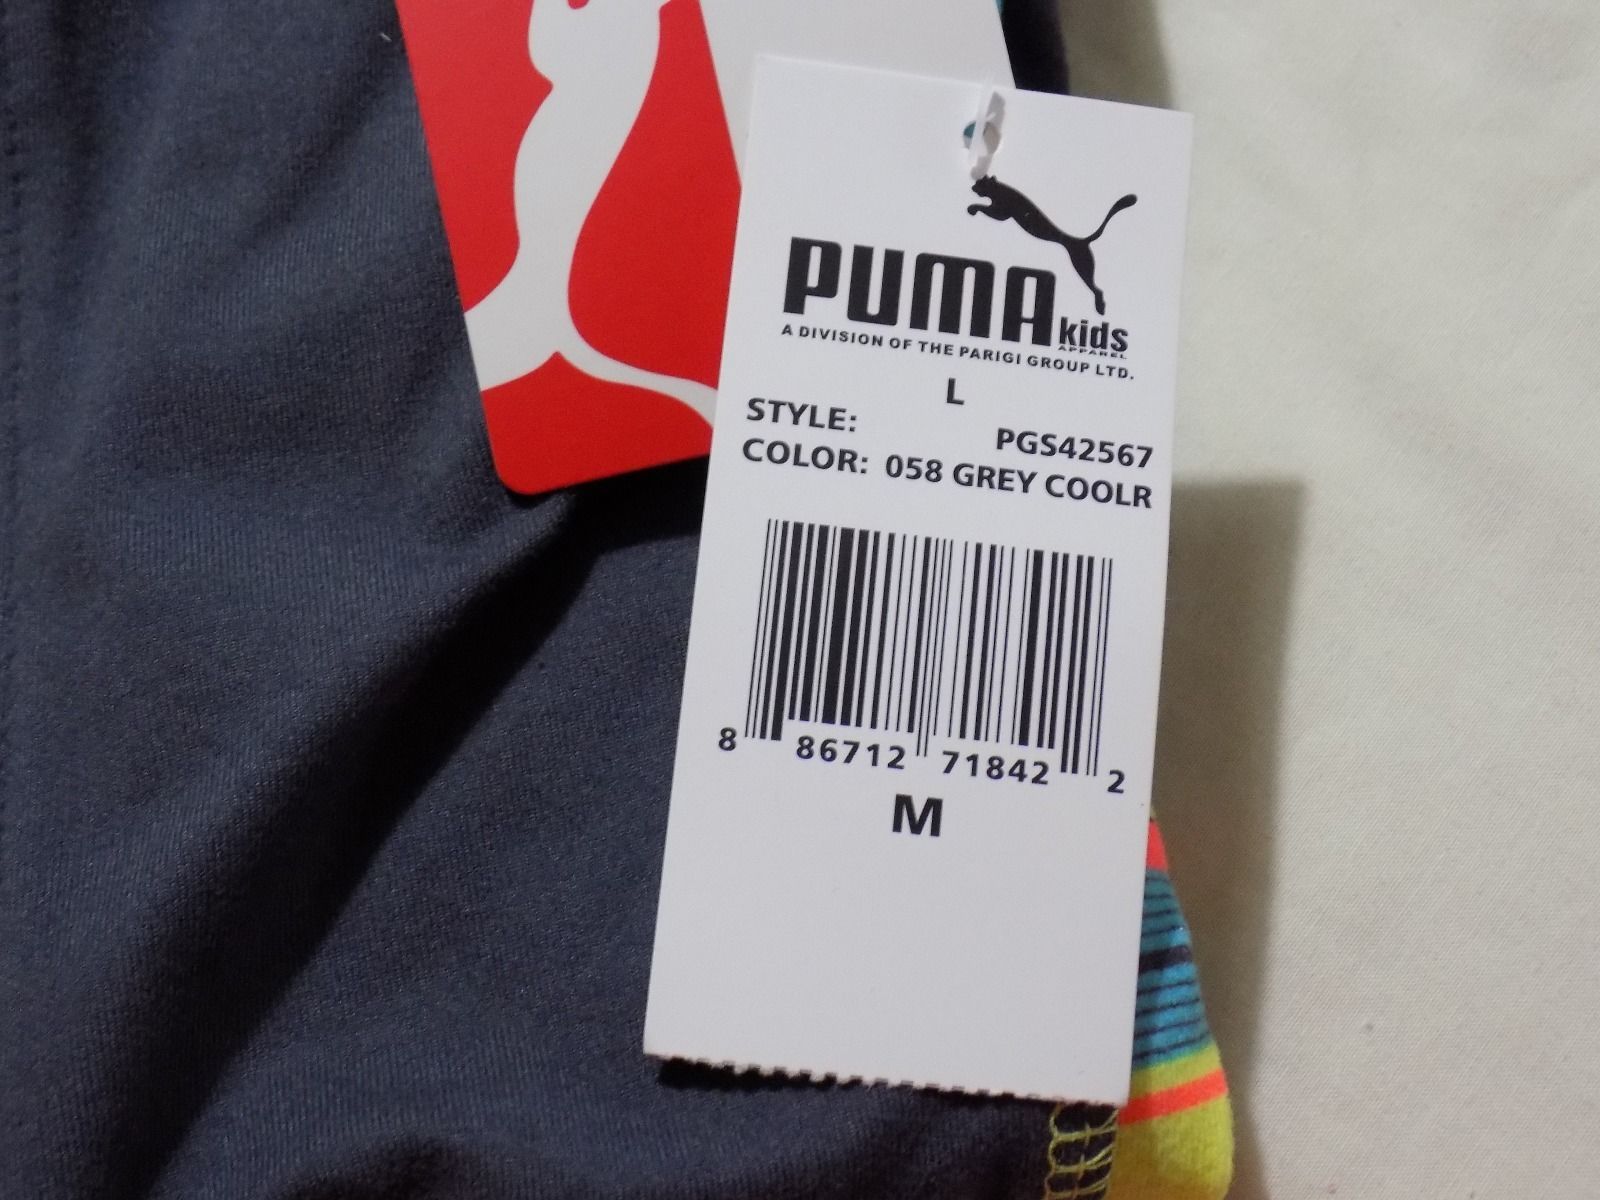 PUMA
kids
APPAREL
A DIVISION OF THE PARIGI GROUP LTD.
L
STYLE: PGS42567
COLOR: 058 GREY COOLR
8 86712 71842 2
M